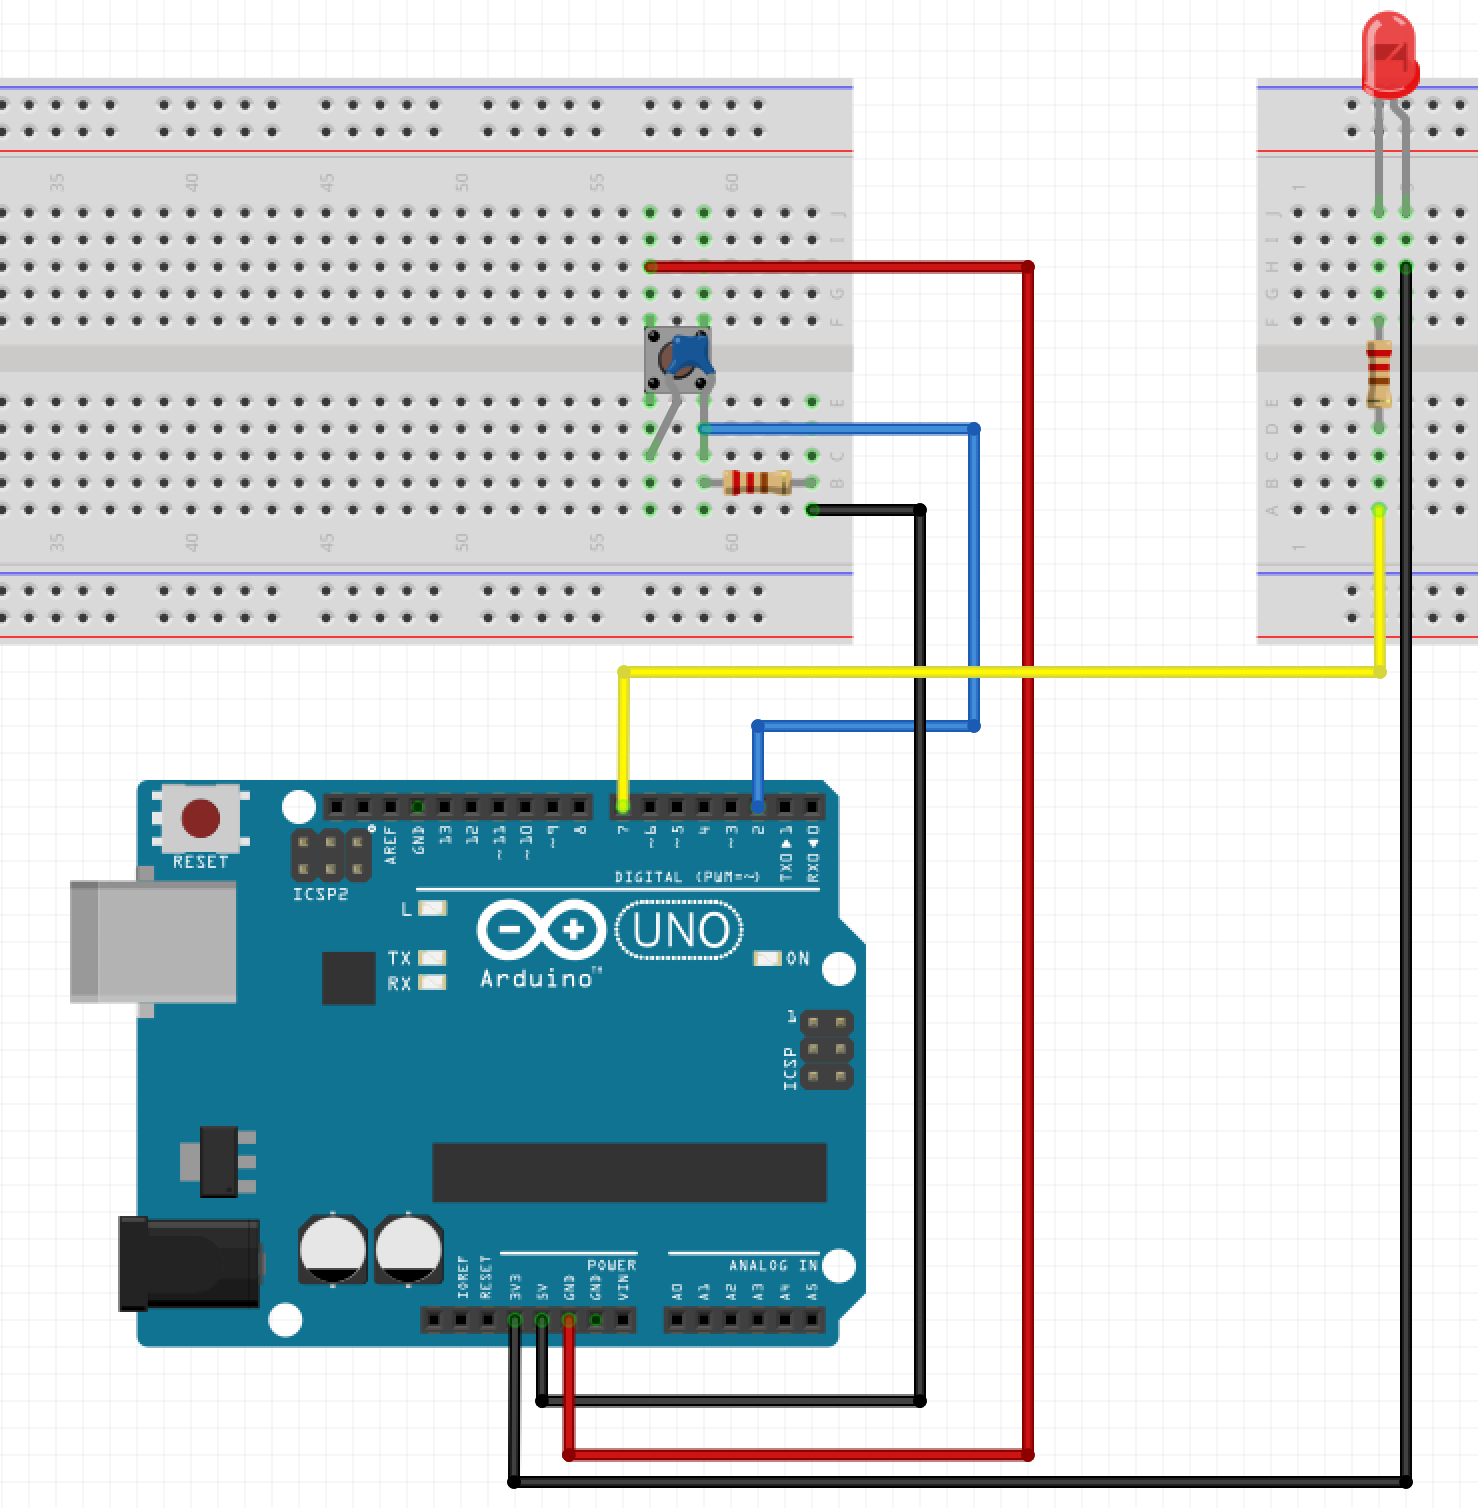 35 40 45 50 55 60
J
I
H
G
F
J
I
G
F
1
E
D
C
B
A
E
C
B
A
35 40 45 50 55 60
1
RESET
ICSP2
AREF
GND
13
12
~11
~10
~9
8
7
~6
~5
4
~3
2
TX0▶1
RX0◀0
DIGITAL (PWM=~)
L
TX
RX
UNO
Arduino™
ON
1
ICSP
POWER
ANALOG IN
IOREF
RESET
3V3
5V
GND
GND
VIN
A0
A1
A2
A3
A4
A5